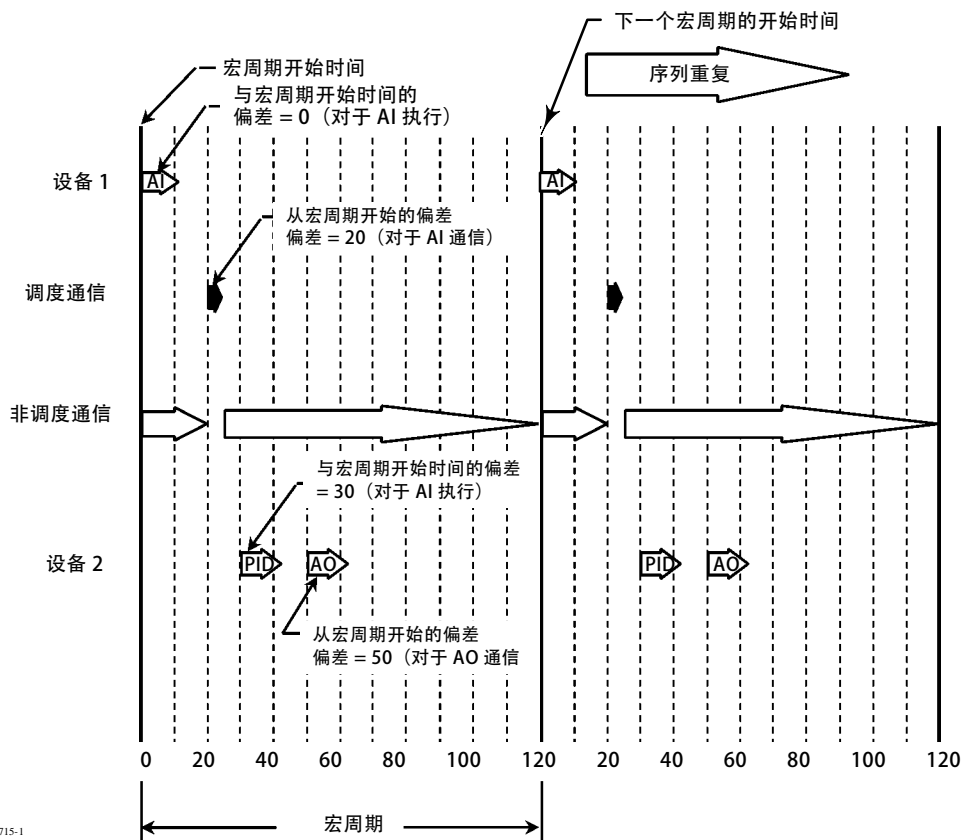 下一个宏周期的开始时间
宏周期开始时间
序列重复
与宏周期开始时间的
偏差 = 0（对于 AI 执行）
设备 1
AI
AI
从宏周期开始的偏差
偏差 = 20（对于 AI 通信）
调度通信
非调度通信
与宏周期开始时间的偏差
= 30（对于 AI 执行）
设备 2
PID
AO
PID
AO
从宏周期开始的偏差
偏差 = 50（对于 AO 通信
0 20 40 60 80 100 120 20 40 60 80 100 120
宏周期
715-1